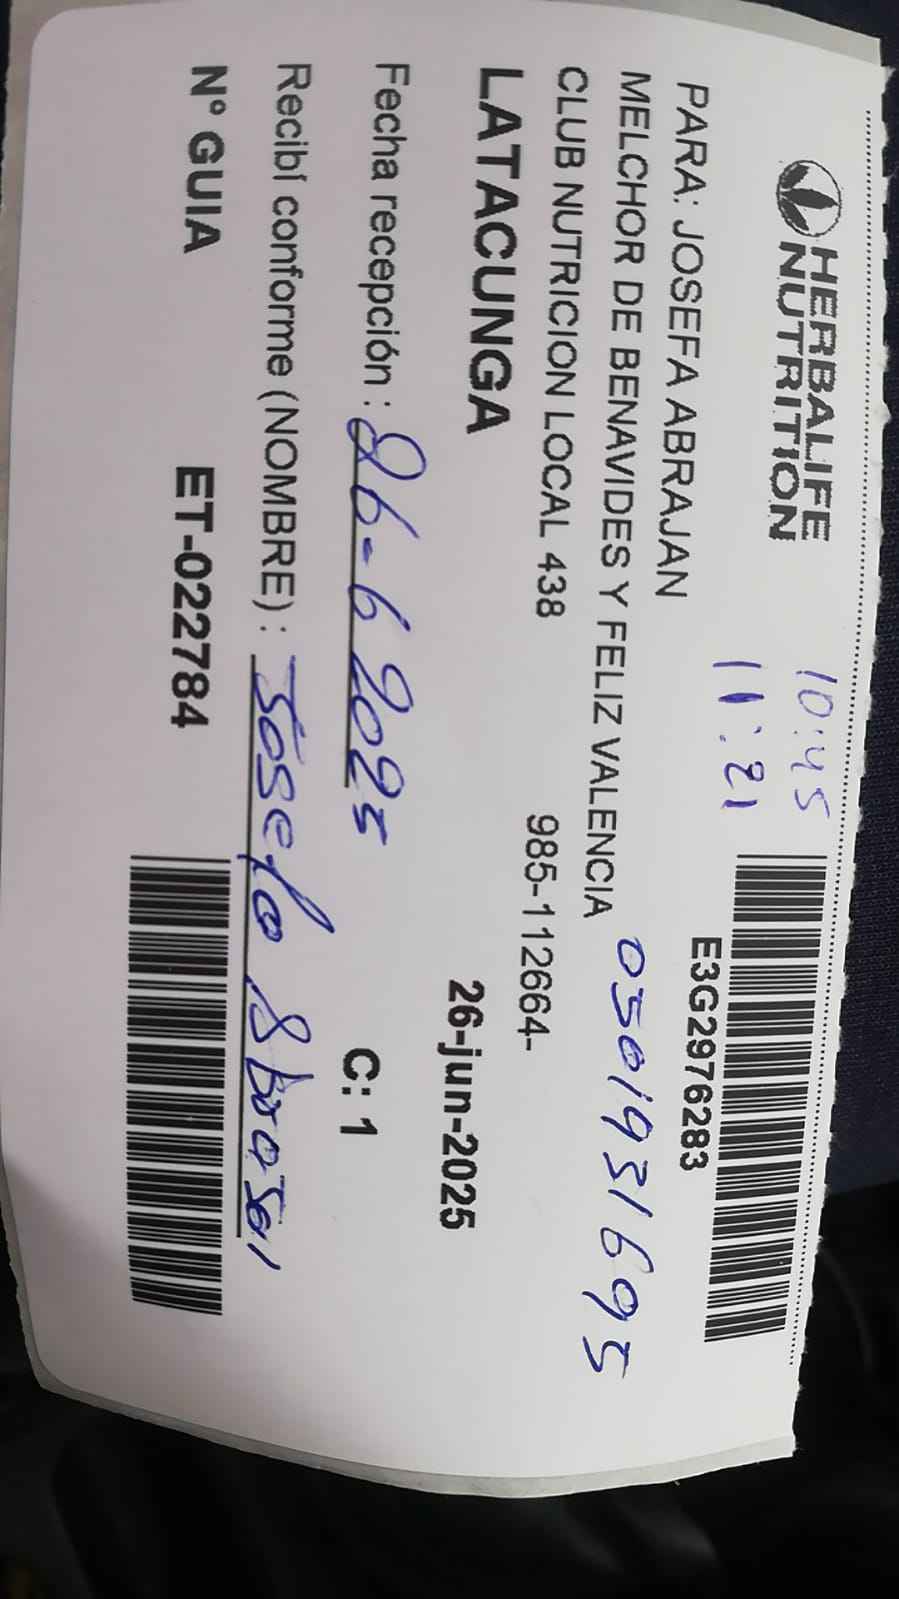 HERBALIFE
NUTRITION
10:45
11:21
E3G2976283
PARA: JOSEFA ABRAJAN
MELCHOR DE BENAVIDES Y FELIZ VALENCIA
0501931695
CLUB NUTRICION LOCAL 438
985-112664-
LATACUNGA
26-jun-2025
Fecha recepción : 26-6 2025
C: 1
Recibí conforme (NOMBRE) : Josefa Abrajan
N° GUIA
ET-022784